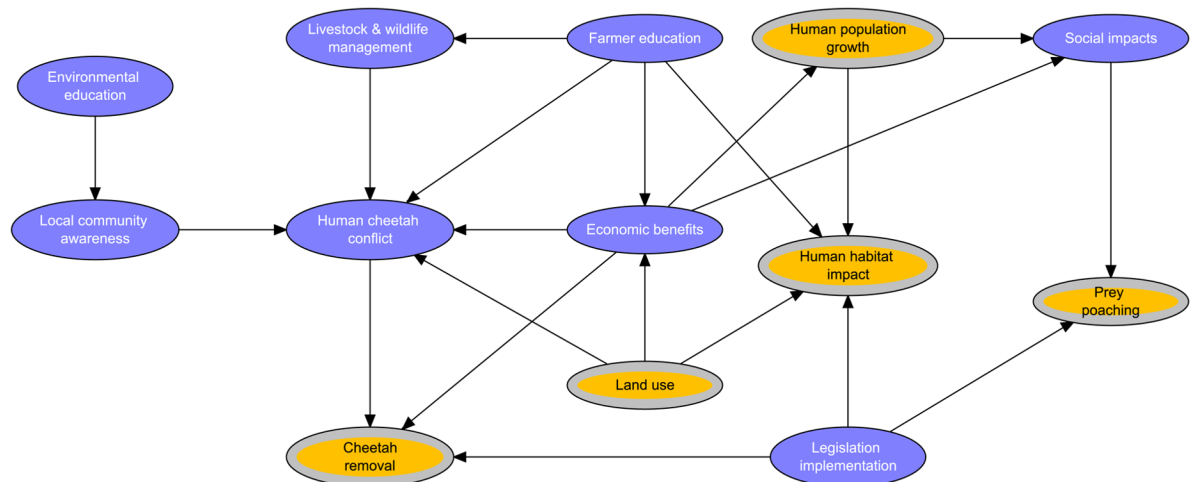 Livestock & wildlife
management
Farmer education
Human population
growth
Social impacts
Environmental
education
Local community
awareness
Human cheetah
conflict
Economic benefits
Human habitat
impact
Prey
poaching
Land use
Cheetah
removal
Legislation
implementation